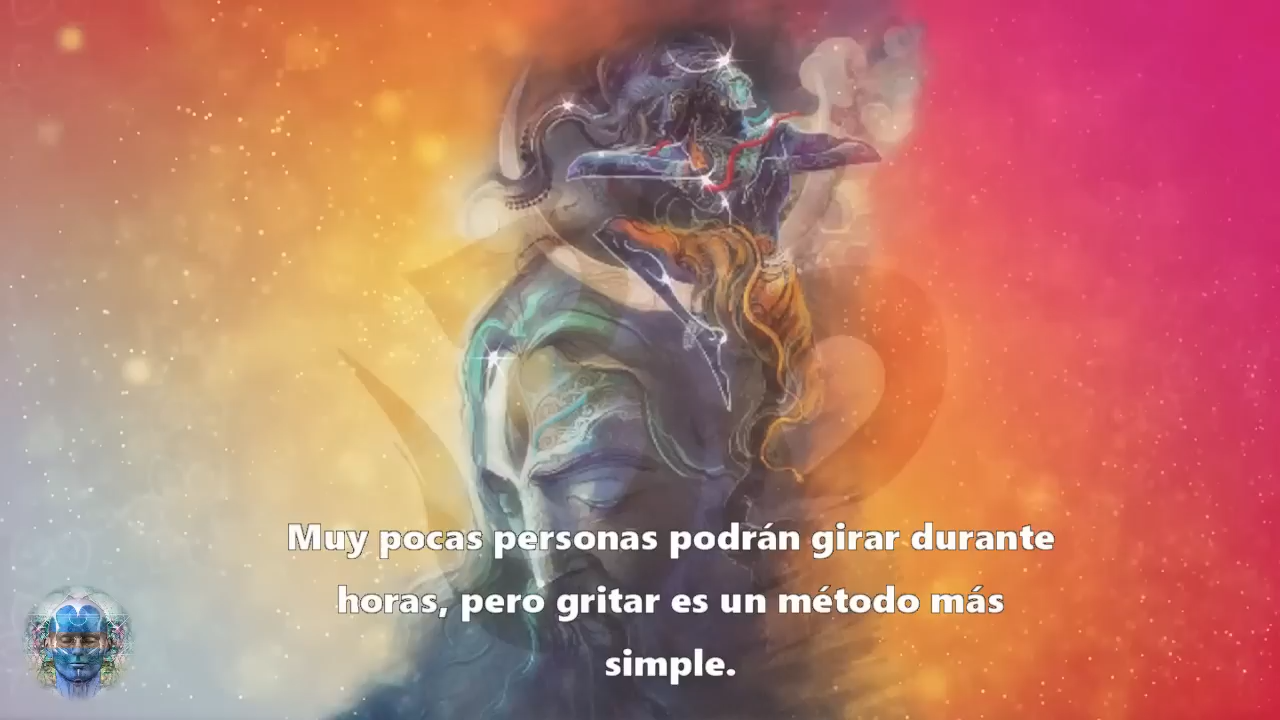 Muy pocas personas podrán girar durante
horas, pero gritar es un método más
simple.